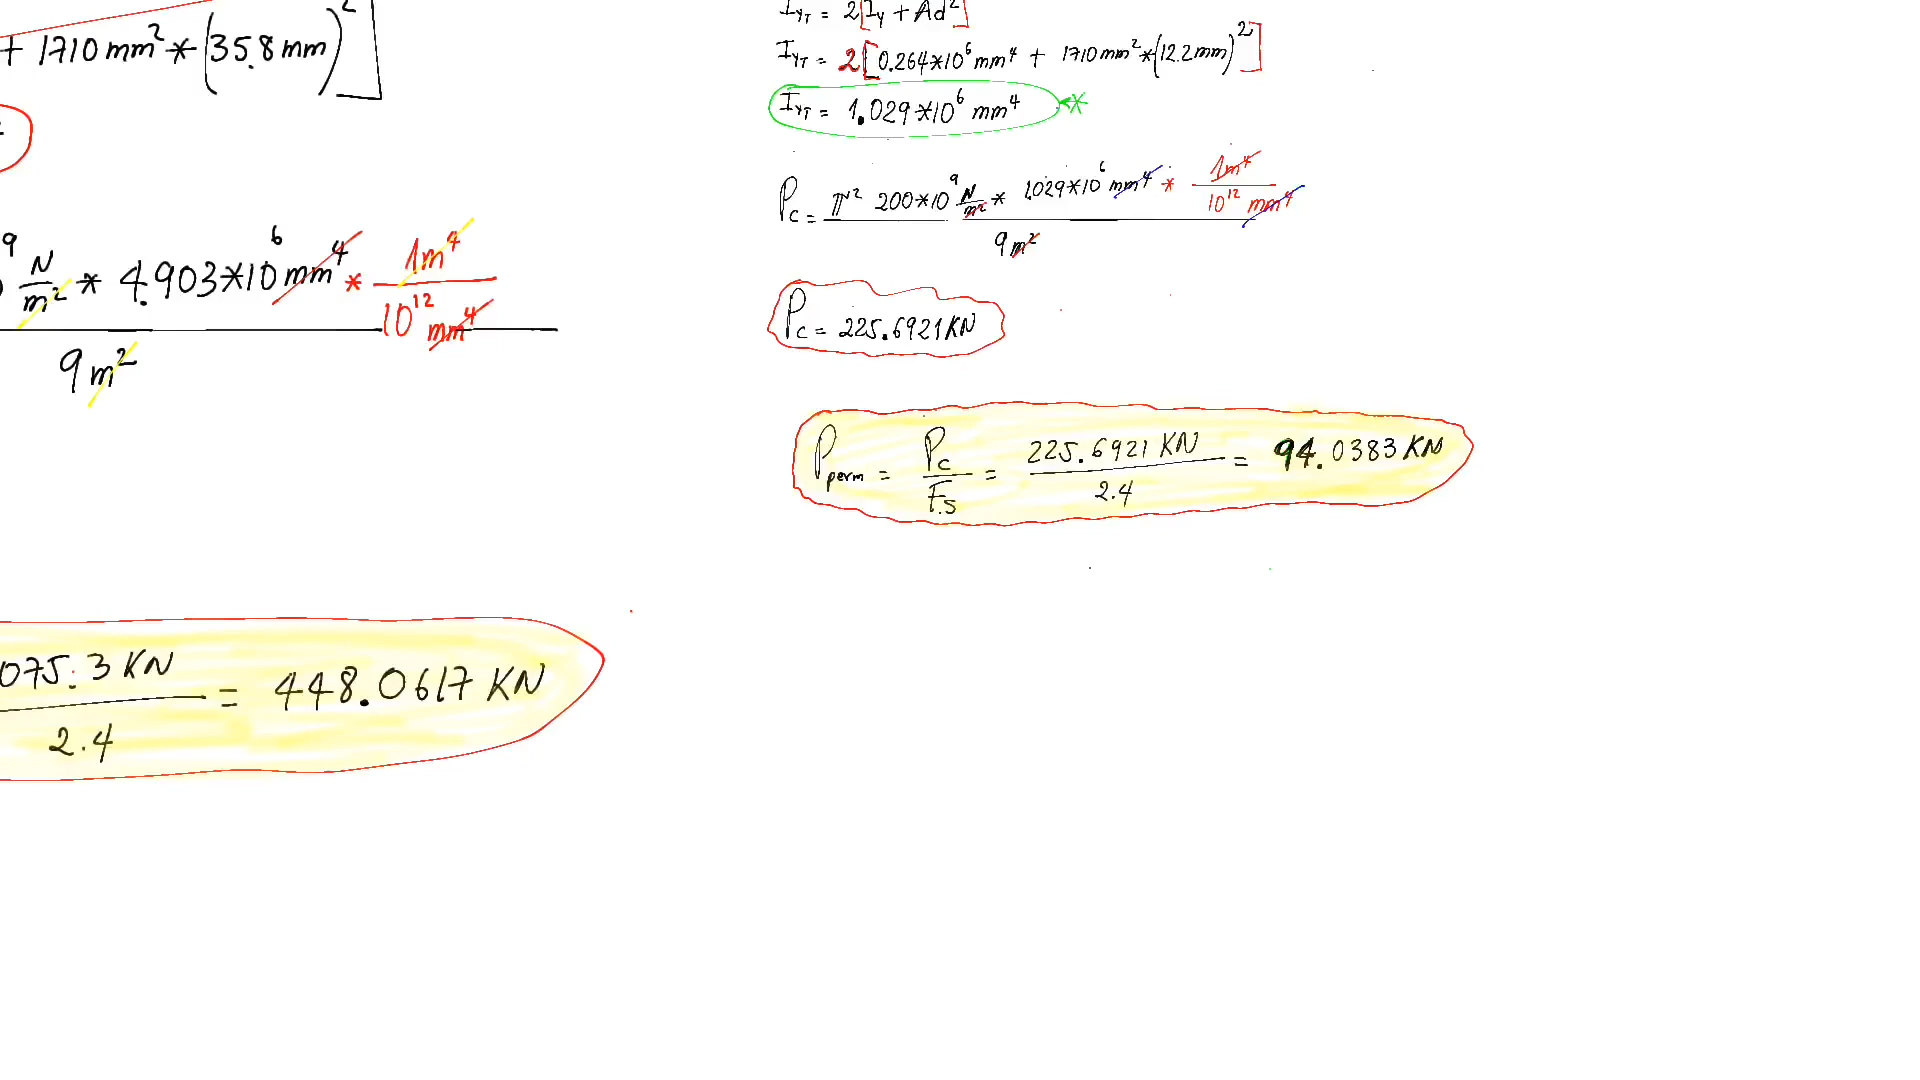 + 1710 mm² * (35.8 mm)² ]
9 N/m² * 4.903*10⁶ mm⁴ * 1m⁴/10¹² mm⁴
9 m²
075.3 KN / 2.4 = 448.0617 KN
I_YT = 2[I_y + Ad²]
I_YT = 2[0.264*10⁶ mm⁴ + 1710 mm² * (12.2 mm)²]
I_YT = 1.029*10⁶ mm⁴ *
P_C = π² 200*10⁹ N/m² * 1.029*10⁶ mm⁴ * 1m⁴/10¹² mm⁴
9 m²
P_C = 225.6921 KN
P_perm = P_C/F.S = 225.6921 KN / 2.4 = 94.0383 KN